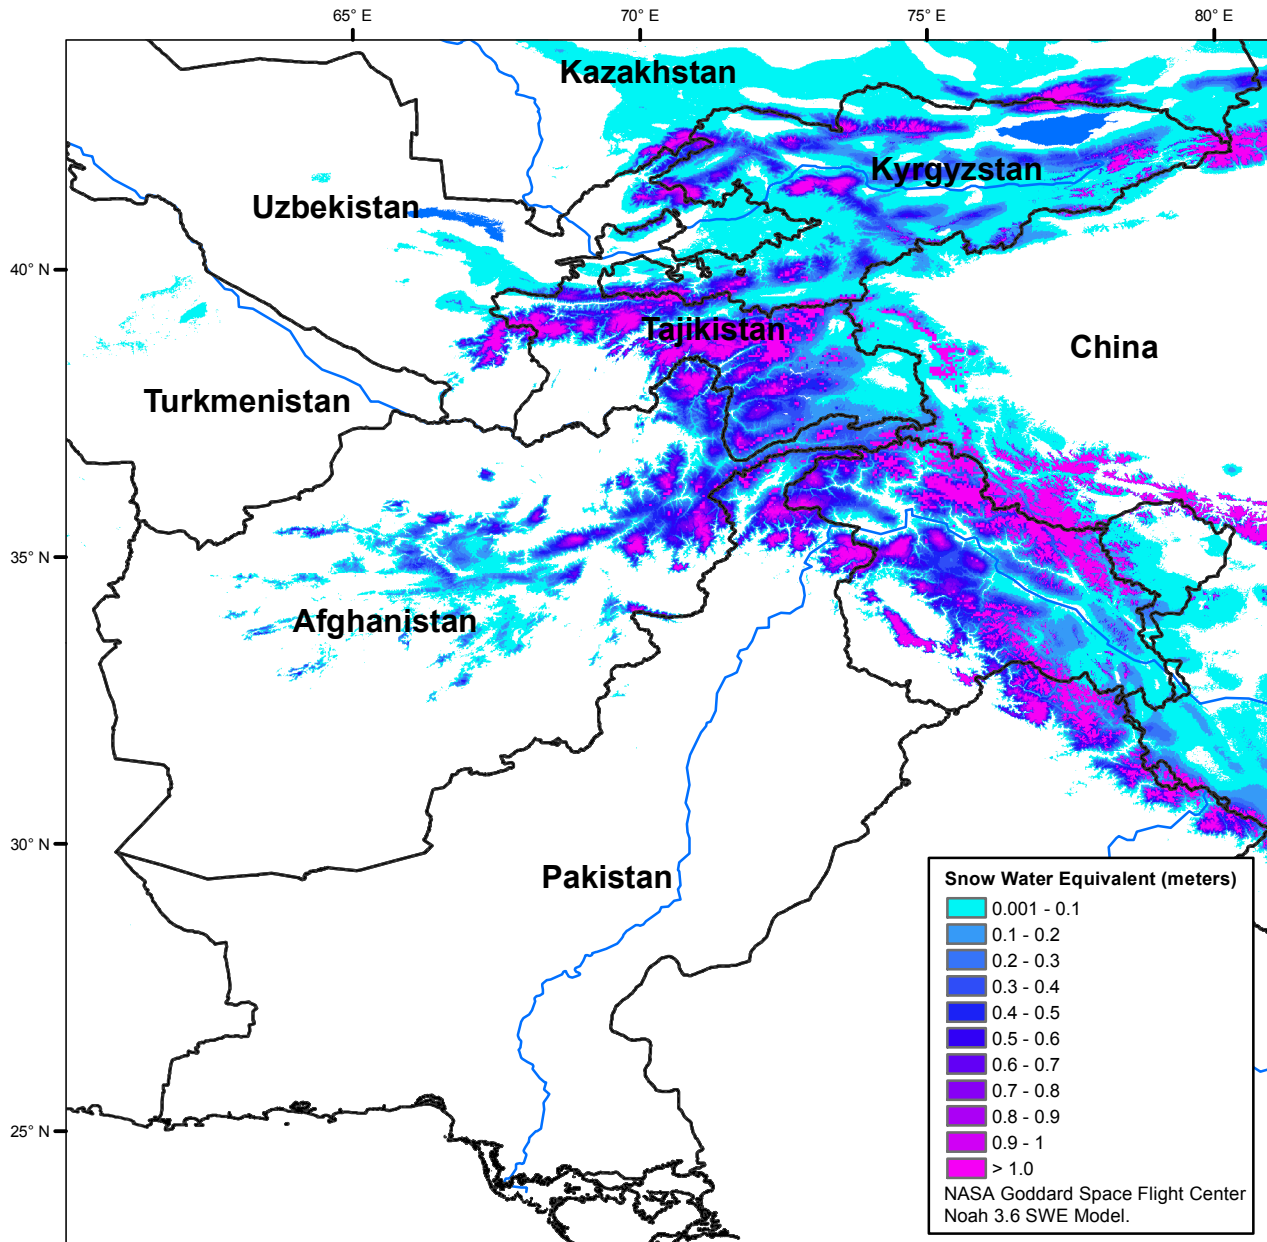 65° E
70° E
75° E
80° E
Kazakhstan
Kyrgyzstan
Uzbekistan
40° N
Tajikistan
China
Turkmenistan
35° N
Afghanistan
30° N
Pakistan
25° N
Snow Water Equivalent (meters)
0.001 - 0.1
0.1 - 0.2
0.2 - 0.3
0.3 - 0.4
0.4 - 0.5
0.5 - 0.6
0.6 - 0.7
0.7 - 0.8
0.8 - 0.9
0.9 - 1
> 1.0
NASA Goddard Space Flight Center
Noah 3.6 SWE Model.